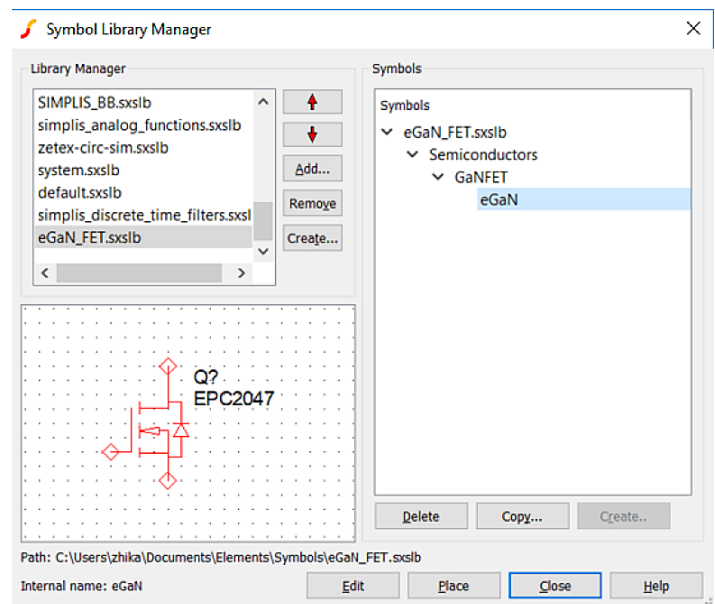 Symbol Library Manager
Library Manager
SIMPLIS_BB.sxslb
simplis_analog_functions.sxslb
zetex-circ-sim.sxslb
system.sxslb
default.sxslb
simplis_discrete_time_filters.sxsl
eGaN_FET.sxslb
Add...
Remove
Create...
Q?
EPC2047
Symbols
Symbols
eGaN_FET.sxslb
Semiconductors
GaNFET
eGaN
Delete
Copy...
Create..
Path: C:\Users\zhika\Documents\Elements\Symbols\eGaN_FET.sxslb
Internal name: eGaN
Edit
Place
Close
Help